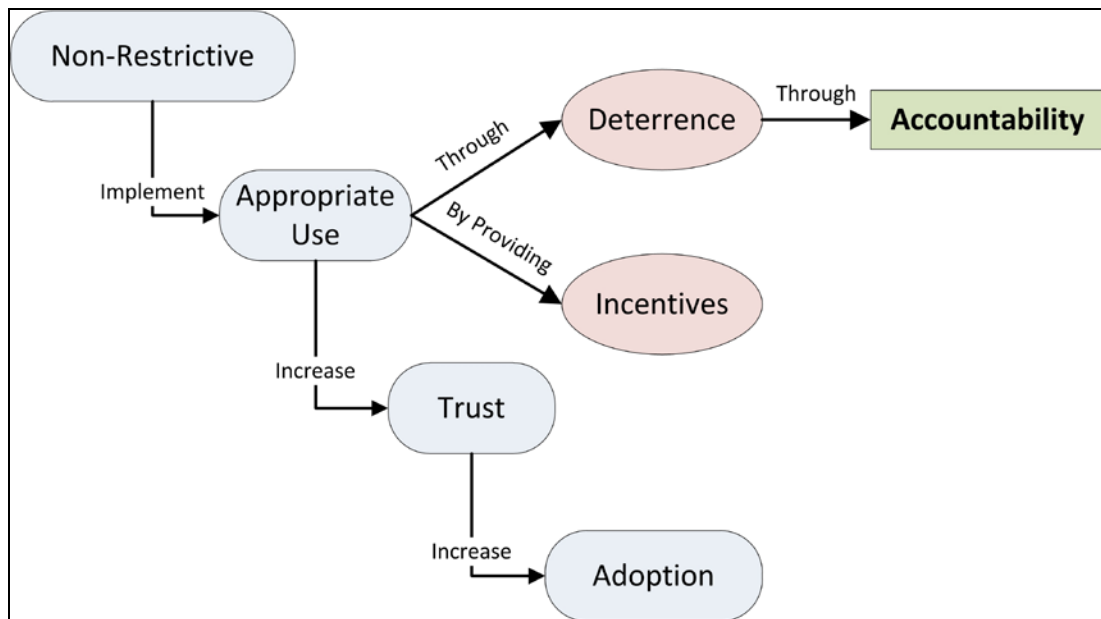 Non-Restrictive
Implement
Appropriate
Use
Through
Deterrence
Through
Accountability
By Providing
Incentives
Increase
Trust
Increase
Adoption